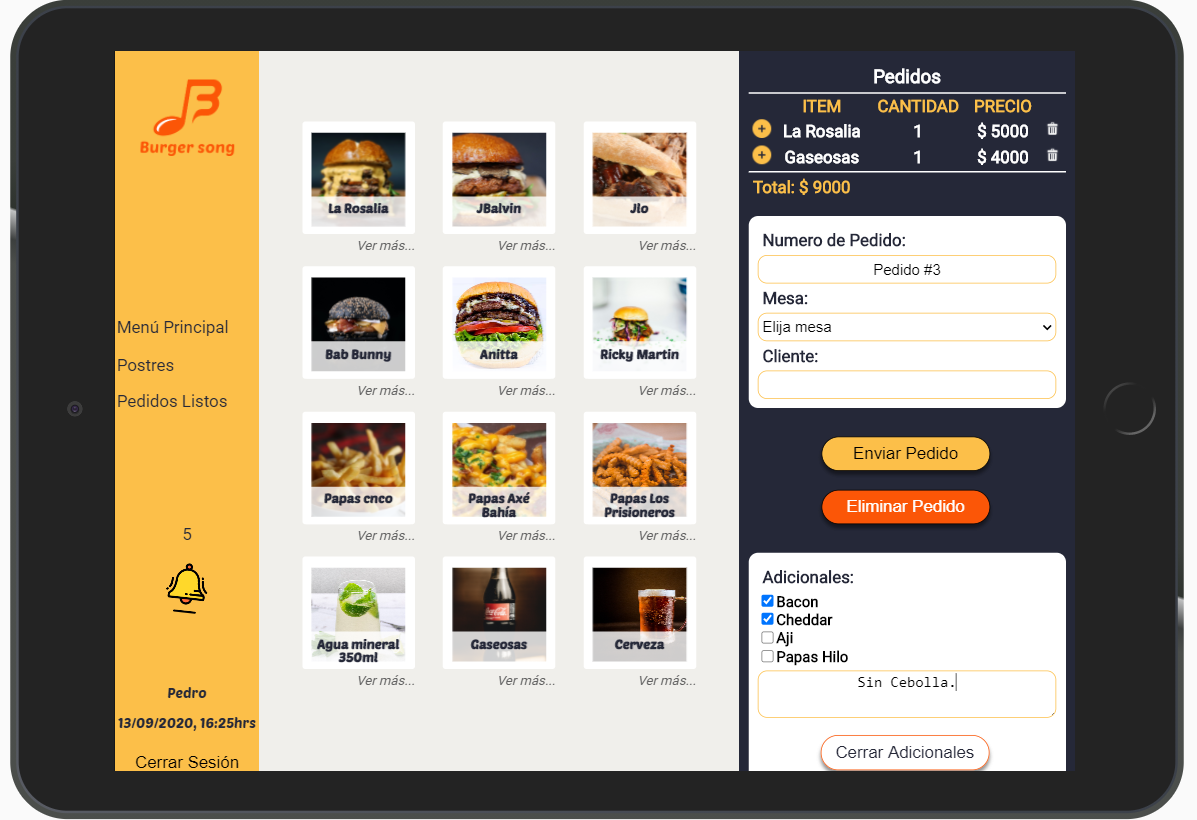 Burger song
Menú Principal
Postres
Pedidos Listos
5
Pedro
13/09/2020, 16:25hrs
Cerrar Sesión
La Rosalia
JBalvin
Jlo
Ver más...
Ver más...
Ver más...
Bab Bunny
Anitta
Ricky Martin
Ver más...
Ver más...
Ver más...
Papas cnco
Papas Axé
Bahía
Papas Los
Prisioneros
Ver más...
Ver más...
Ver más...
Agua mineral
350ml
Gaseosas
Cerveza
Ver más...
Ver más...
Ver más...
Pedidos
ITEM CANTIDAD PRECIO
La Rosalia 1 $ 5000
Gaseosas 1 $ 4000
Total: $ 9000
Numero de Pedido:
Pedido #3
Mesa:
Elija mesa
Cliente:
Enviar Pedido
Eliminar Pedido
Adicionales:
Bacon
Cheddar
Aji
Papas Hilo
Sin Cebolla.
Cerrar Adicionales